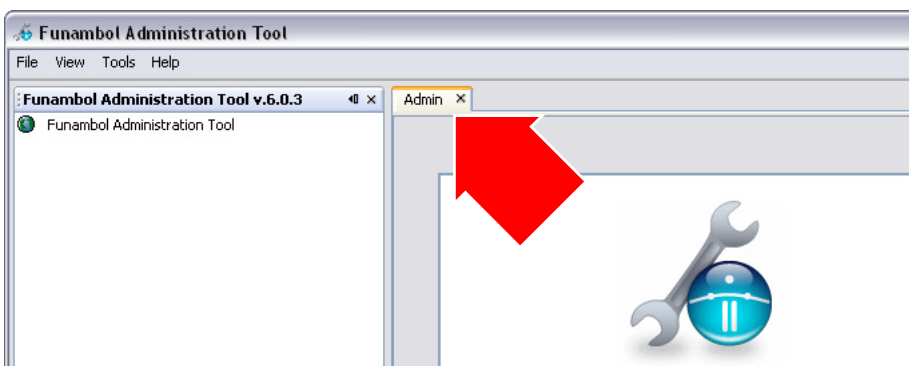 Funambol Administration Tool
File View Tools Help
Funambol Administration Tool v.6.0.3
Admin
Funambol Administration Tool